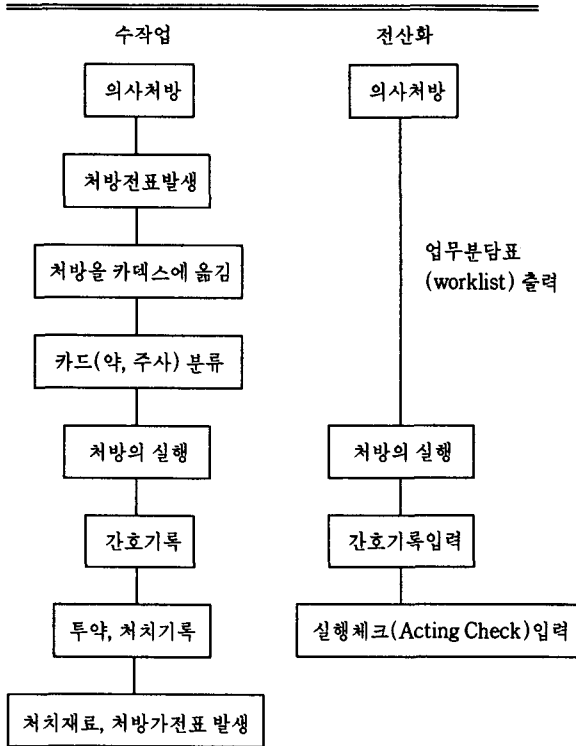 수작업 전산화
의사처방 의사처방
처방전표발생
업무분담표
처방을 카덱스에 옮김
(worklist) 출력
카드(약, 주사) 분류
처방의 실행 처방의 실행
간호기록 간호기록입력
투약, 처치기록 실행체크(Acting Check)입력
처치재료, 처방가전표 발생